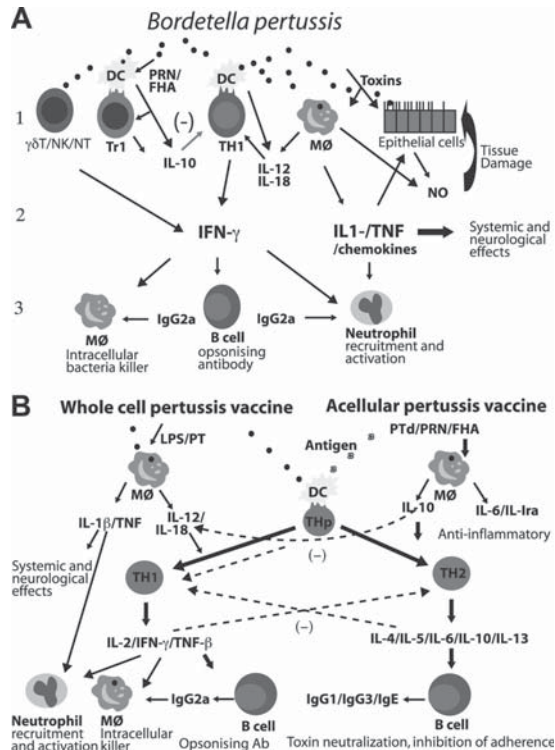 A
Bordetella pertussis
DC
PRN/
FHA
DC
Toxins
1
(-)
γδT/NK/NT
Tr1
IL-10
TH1
IL-12
IL-18
MØ
Epithelial cells
Tissue
Damage
NO
2
IFN-γ
IL1-/TNF
/chemokines
Systemic and
neurological
effects
3
MØ
Intracellular
bacteria killer
IgG2a
B cell
opsonising
antibody
IgG2a
Neutrophil
recruitment and
activation
B
Whole cell pertussis vaccine
Acellular pertussis vaccine
LPS/PT
Antigen
PTd/PRN/FHA
MØ
DC
THp
MØ
IL-1β/TNF
IL-12/
IL-18
IL-10
IL-6/IL-Ira
Anti-inflammatory
(–)
Systemic and
neurological
effects
TH1
TH2
(–)
IL-2/IFN-γ/TNF-β
IL-4/IL-5/IL-6/IL-10/IL-13
Neutrophil
recruitment
and activation
MØ
Intracellular
killer
IgG2a
B cell
Opsonising Ab
IgG1/IgG3/IgE
B cell
Toxin neutralization, inhibition of adherence